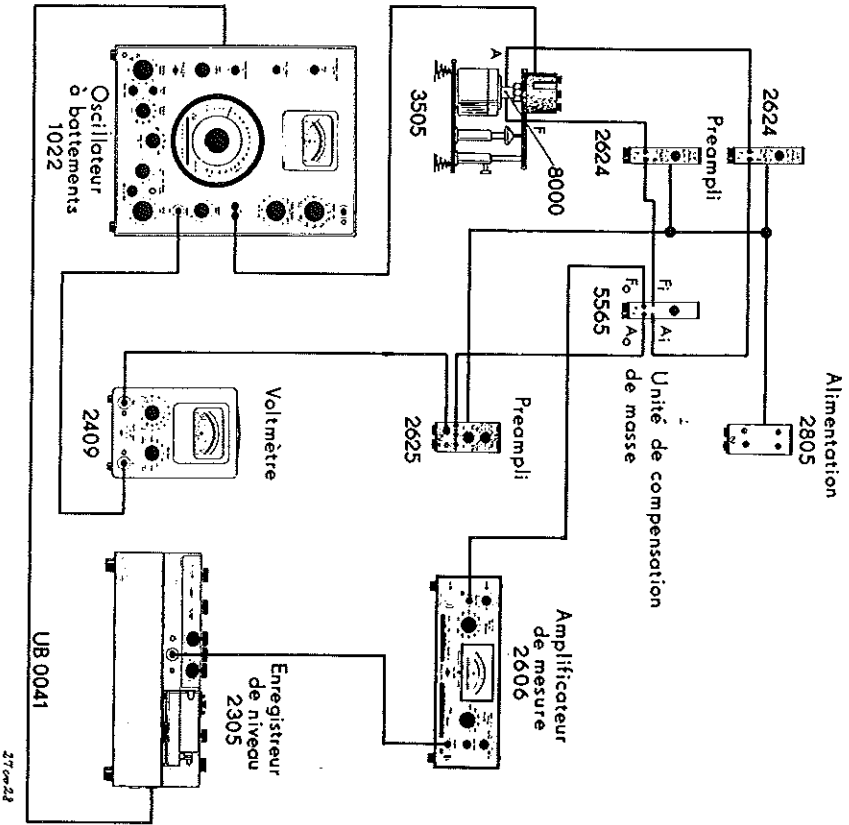 Alimentation
2805
2624
Preampli
2624
Fi
Ai
Fo
Ao
5565
Unité de compensation
de masse
A
F
8000
3505
Preampli
2625
Amplificateur
de mesure
2606
Oscillateur
à battements
1022
Voltmètre
2409
Enregistreur
de niveau
2305
UB 0041